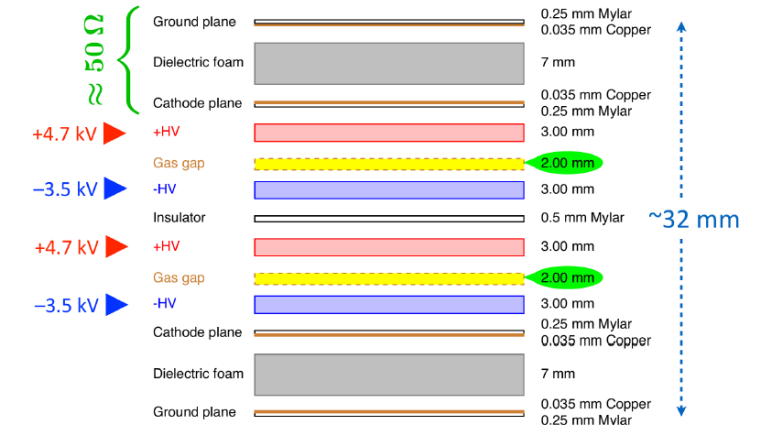 ≈ 50 Ω
Ground plane
0.25 mm Mylar
0.035 mm Copper
Dielectric foam
7 mm
Cathode plane
0.035 mm Copper
0.25 mm Mylar
+4.7 kV
+HV
3.00 mm
Gas gap
2.00 mm
–3.5 kV
-HV
3.00 mm
Insulator
0.5 mm Mylar
~32 mm
+4.7 kV
+HV
3.00 mm
Gas gap
2.00 mm
–3.5 kV
-HV
3.00 mm
Cathode plane
0.25 mm Mylar
0.035 mm Copper
Dielectric foam
7 mm
Ground plane
0.035 mm Copper
0.25 mm Mylar